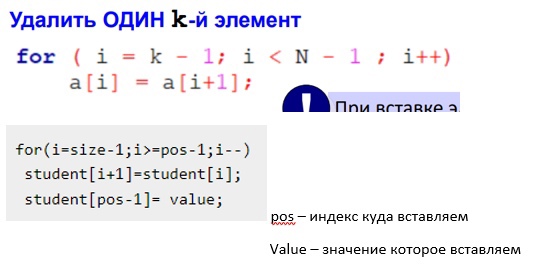 Удалить ОДИН k-й элемент
for ( i = k - 1; i < N - 1 ; i++)
a[i] = a[i+1];
! При вставке э
for(i=size-1;i>=pos-1;i--)
student[i+1]=student[i];
student[pos-1]= value;
pos – индекс куда вставляем
Value – значение которое вставляем